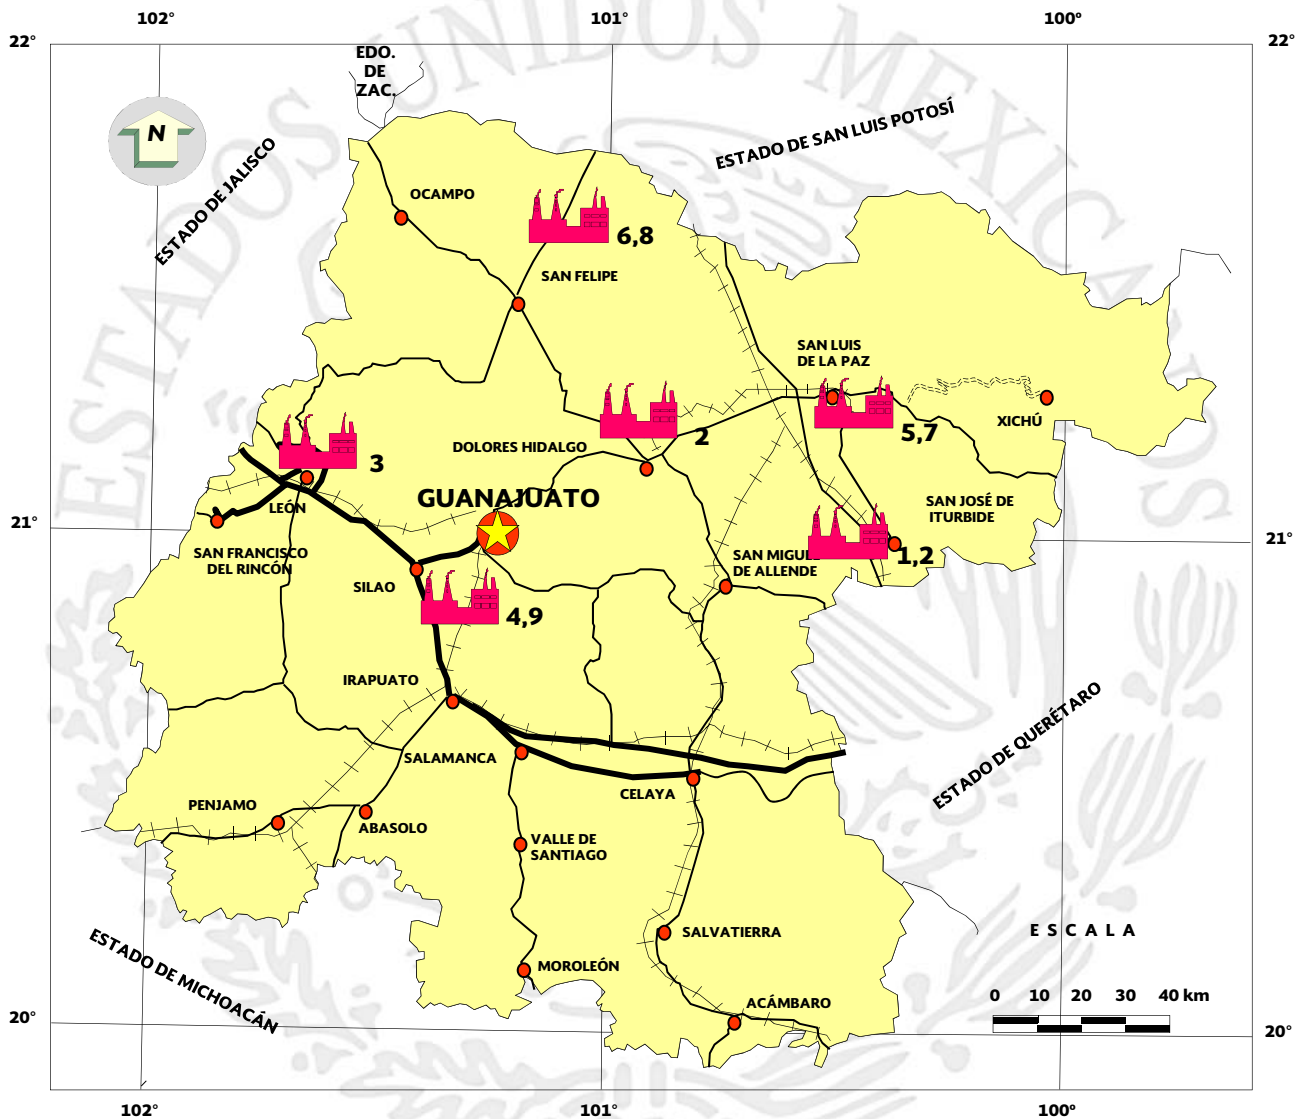 102°
101°
100°
22°
22°
EDO.
DE
ZAC.
N
ESTADOS UNIDOS MEXICANOS
ESTADO DE JALISCO
ESTADO DE SAN LUIS POTOSÍ
OCAMPO
6,8
SAN FELIPE
SAN LUIS
DE LA PAZ
XICHÚ
5,7
2
DOLORES HIDALGO
3
LEÓN
GUANAJUATO
SAN JOSÉ DE
ITURBIDE
21°
21°
SAN FRANCISCO
DEL RINCÓN
1,2
SAN MIGUEL
DE ALLENDE
SILAO
4,9
IRAPUATO
ESTADO DE QUERÉTARO
SALAMANCA
CELAYA
PENJAMO
ABASOLO
VALLE DE
SANTIAGO
SALVATIERRA
ESCALA
ESTADO DE MICHOACÁN
MOROLEÓN
ACÁMBARO
0 10 20 30 40 km
20°
20°
102°
101°
100°